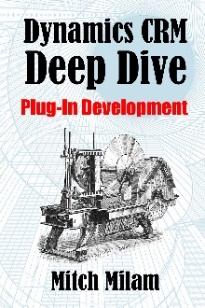 Dynamics CRM
Deep Dive
Plug-In Development
Mitch Milam